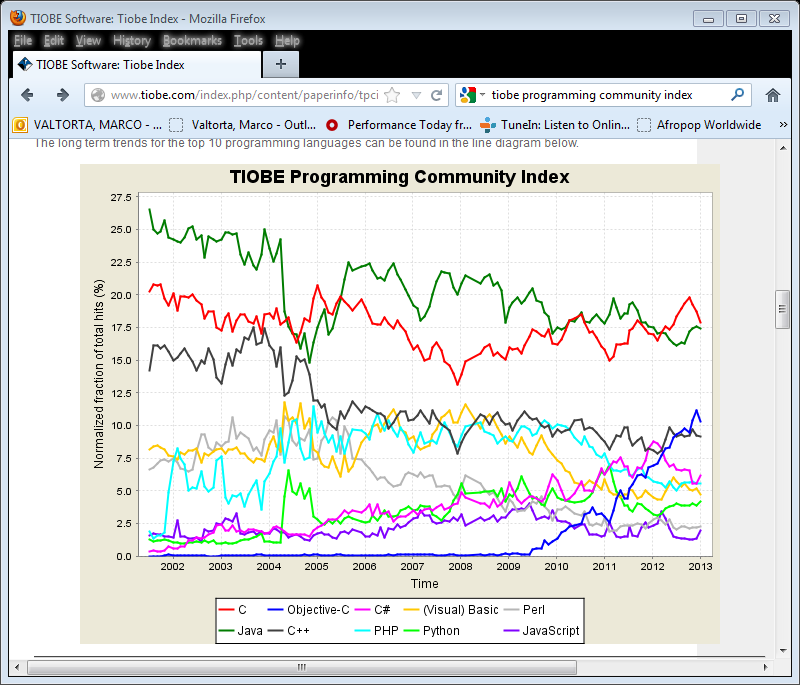 TIOBE Software: Tiobe Index - Mozilla Firefox
File Edit View History Bookmarks Tools Help
TIOBE Software: Tiobe Index
www.tiobe.com/index.php/content/paperinfo/tpci
tiobe programming community index
VALTORTA, MARCO - ... Valtorta, Marco - Outl... Performance Today fr... TuneIn: Listen to Onlin... Afropop Worldwide »
The long term trends for the top 10 programming languages can be found in the line diagram below.
TIOBE Programming Community Index
Normalized fraction of total hits (%)
27.5
25.0
22.5
20.0
17.5
15.0
12.5
10.0
7.5
5.0
2.5
0.0
2002 2003 2004 2005 2006 2007 2008 2009 2010 2011 2012 2013
Time
C Objective-C C# (Visual) Basic Perl
Java C++ PHP Python JavaScript